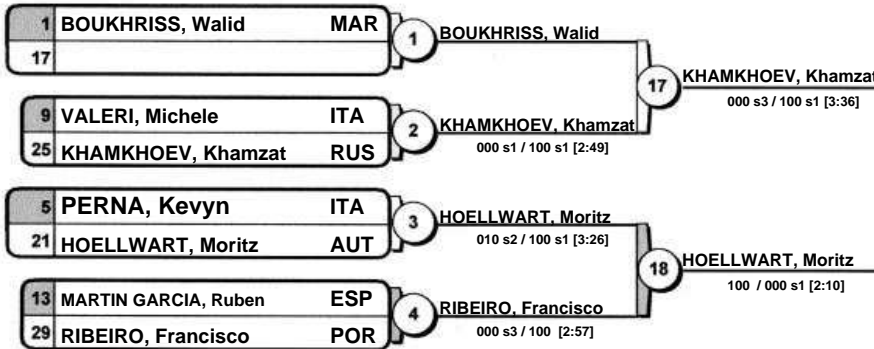 1 BOUKHRISS, Walid MAR
17
1
BOUKHRISS, Walid
9 VALERI, Michele ITA
25 KHAMKHOEV, Khamzat RUS
2
KHAMKHOEV, Khamzat
000 s1 / 100 s1 [2:49]
17
KHAMKHOEV, Khamzat
000 s3 / 100 s1 [3:36]
5 PERNA, Kevyn ITA
21 HOELLWART, Moritz AUT
3
HOELLWART, Moritz
010 s2 / 100 s1 [3:26]
13 MARTIN GARCIA, Ruben ESP
29 RIBEIRO, Francisco POR
4
RIBEIRO, Francisco
000 s3 / 100 [2:57]
18
HOELLWART, Moritz
100 / 000 s1 [2:10]